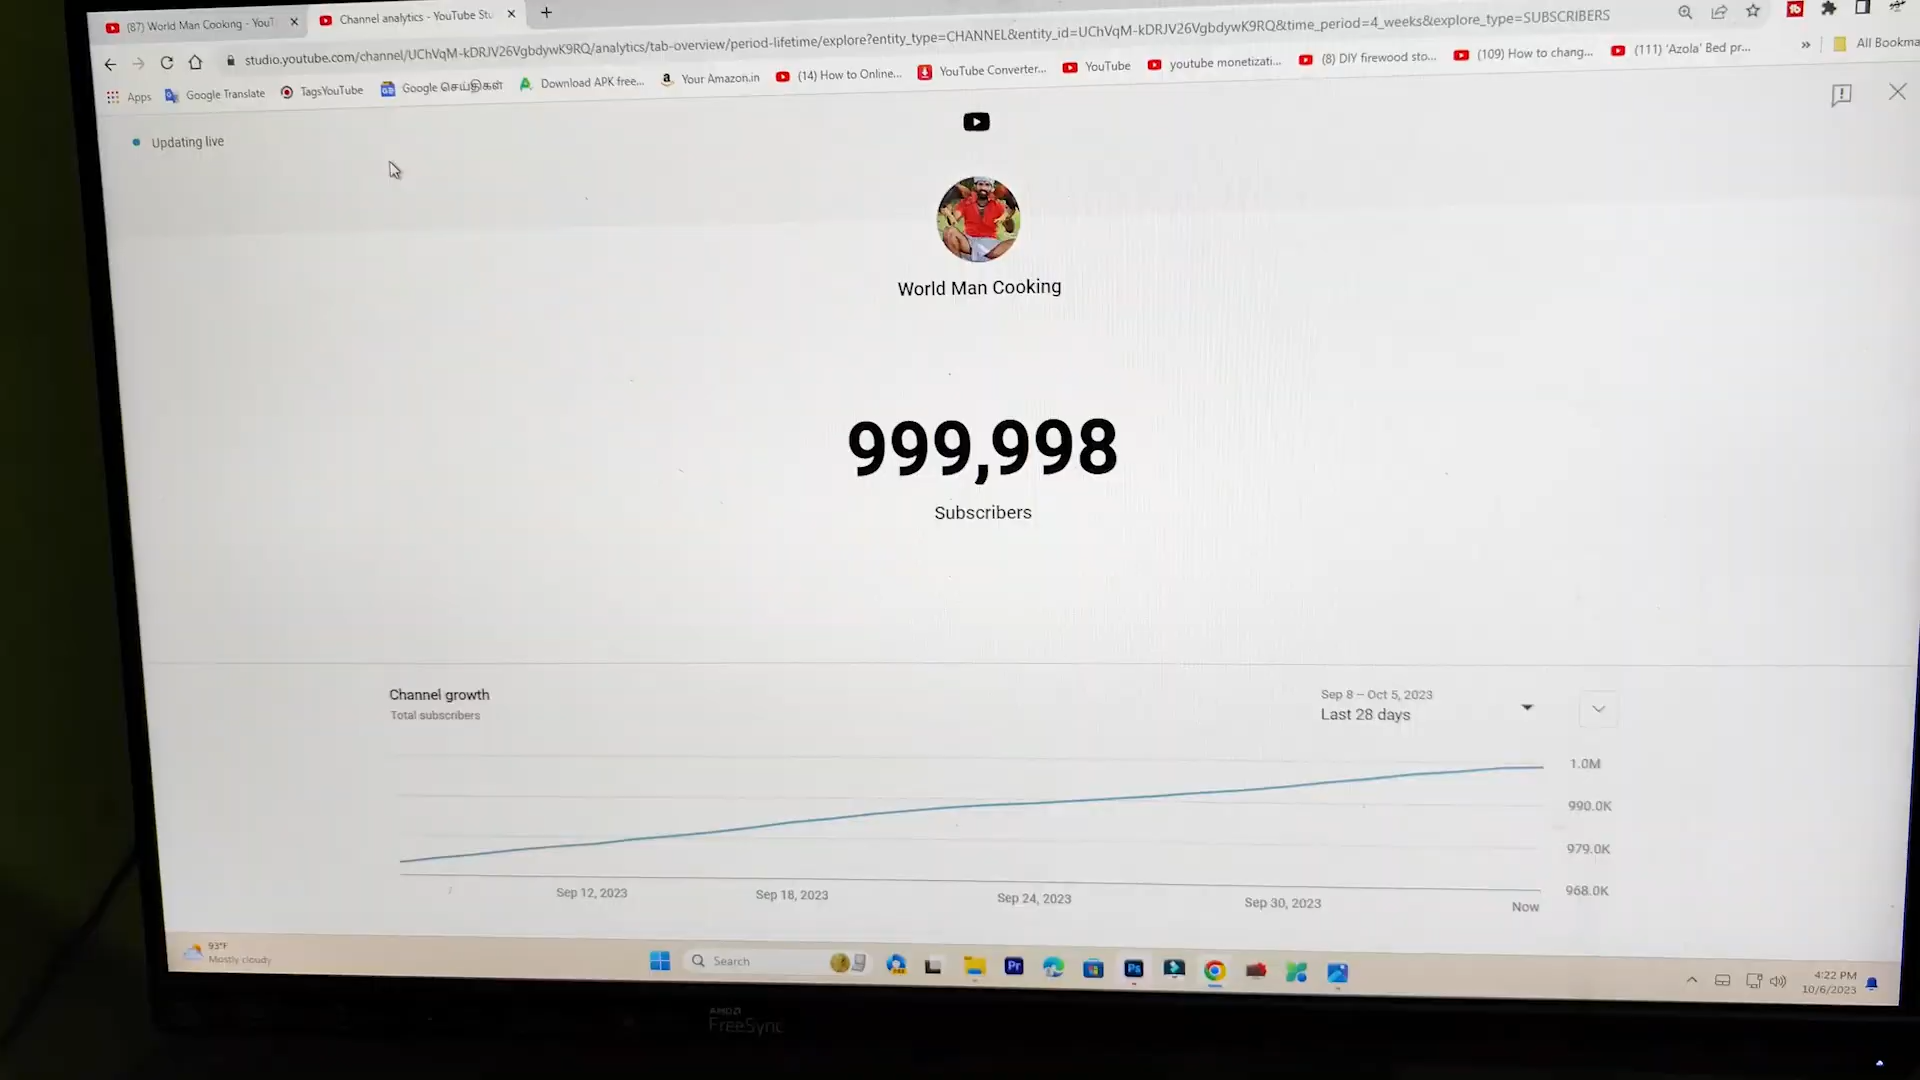 (87) World Man Cooking - YouT
Channel analytics - YouTube Stu
studio.youtube.com/channel/UChVqM-kDRJV26VgbdywK9RQ/analytics/tab-overview/period-lifetime/explore?entity_type=CHANNEL&entity_id=UChVqM-kDRJV26VgbdywK9RQ&time_period=4_weeks&explore_type=SUBSCRIBERS
Apps Google Translate TagsYouTube Google செய்திகள் Download APK free... Your Amazon.in (14) How to Online... YouTube Converter... YouTube youtube monetizati... (8) DIY firewood sto... (109) How to chang... (111) 'Azola' Bed pr... » All Bookma
Updating live
World Man Cooking
999,998
Subscribers
Channel growth
Total subscribers
Sep 8 – Oct 5, 2023
Last 28 days
1.0M
990.0K
979.0K
968.0K
Sep 12, 2023 Sep 18, 2023 Sep 24, 2023 Sep 30, 2023 Now
93°F
Mostly cloudy
Search
Pr
Ps
4:22 PM
10/6/2023
AMD
FreeSync